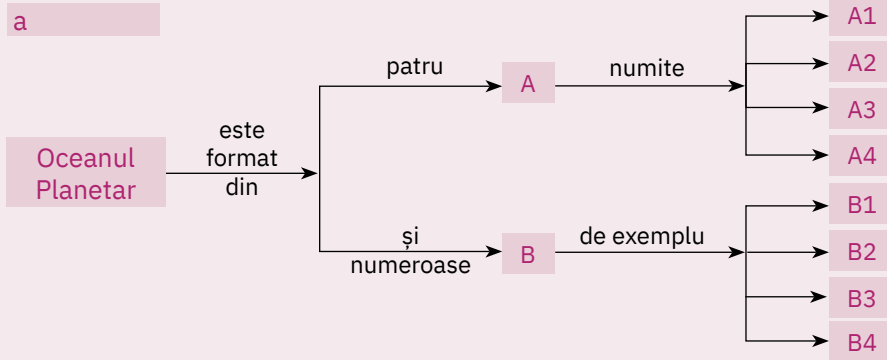 a
Oceanul
Planetar
este
format
din
patru
A
numite
A1
A2
A3
A4
și
numeroase
B
de exemplu
B1
B2
B3
B4